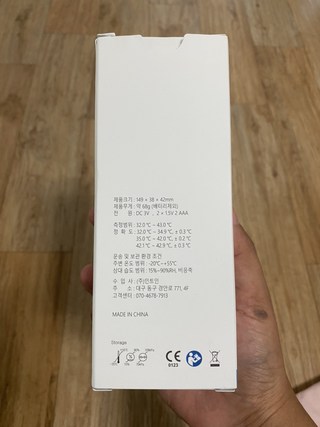 제품크기 : 149 × 38 × 42mm
제품무게 : 약 68g (배터리제외)
전 원 : DC 3V , 2 × 1.5V 2 AAA
측정범위: 32.0℃ ~ 43.0℃
정 확 도 : 32.0℃ ~ 34.9℃, ± 0.3 ℃
35.0℃ ~ 42.0℃, ± 0.2 ℃
42.1℃ ~ 42.9℃, ± 0.3 ℃
운송 및 보관 환경 조건
주변 온도 범위 : -20℃~+55℃
상대 습도 범위 : 15%~90%RH, 비응축
수 입 사 : (주)인트인
주 소 : 대구 동구 경안로 771, 4F
고객센터 : 070-4678-7913
MADE IN CHINA
Storage:
CE
0123